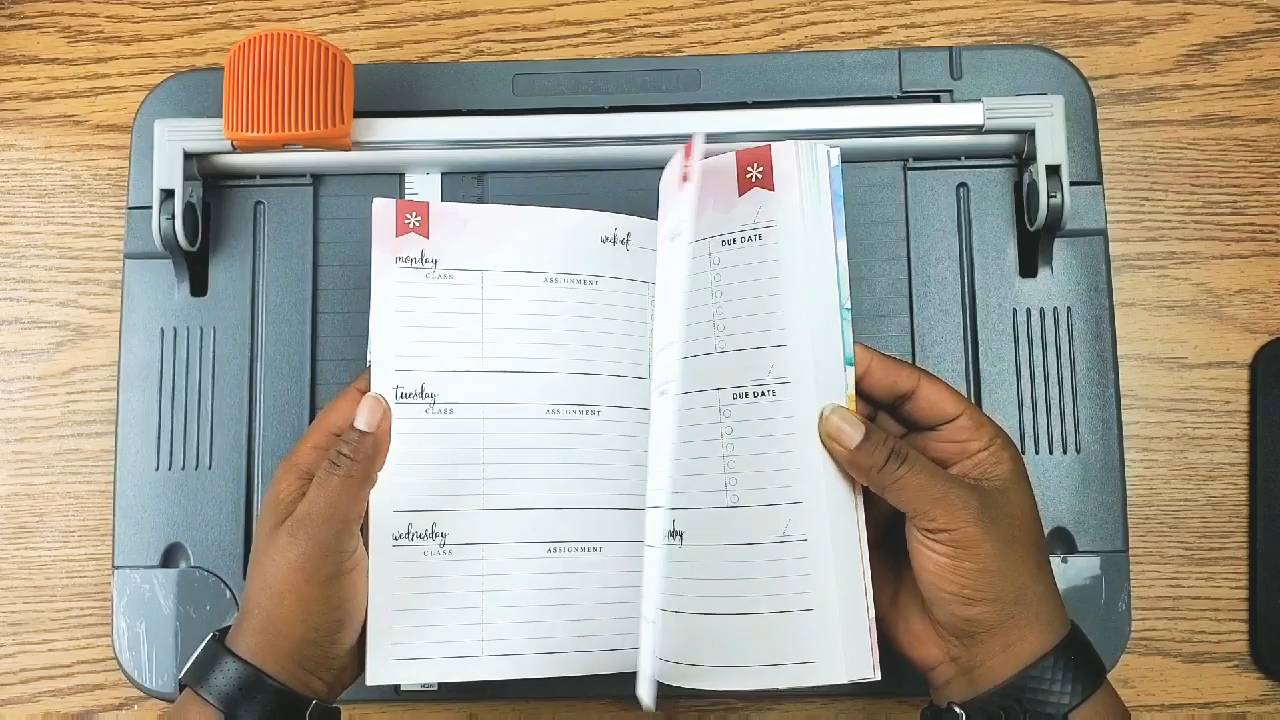 week of
monday
CLASS ASSIGNMENT
tuesday
CLASS ASSIGNMENT
wednesday
CLASS ASSIGNMENT
DUE DATE
DUE DATE